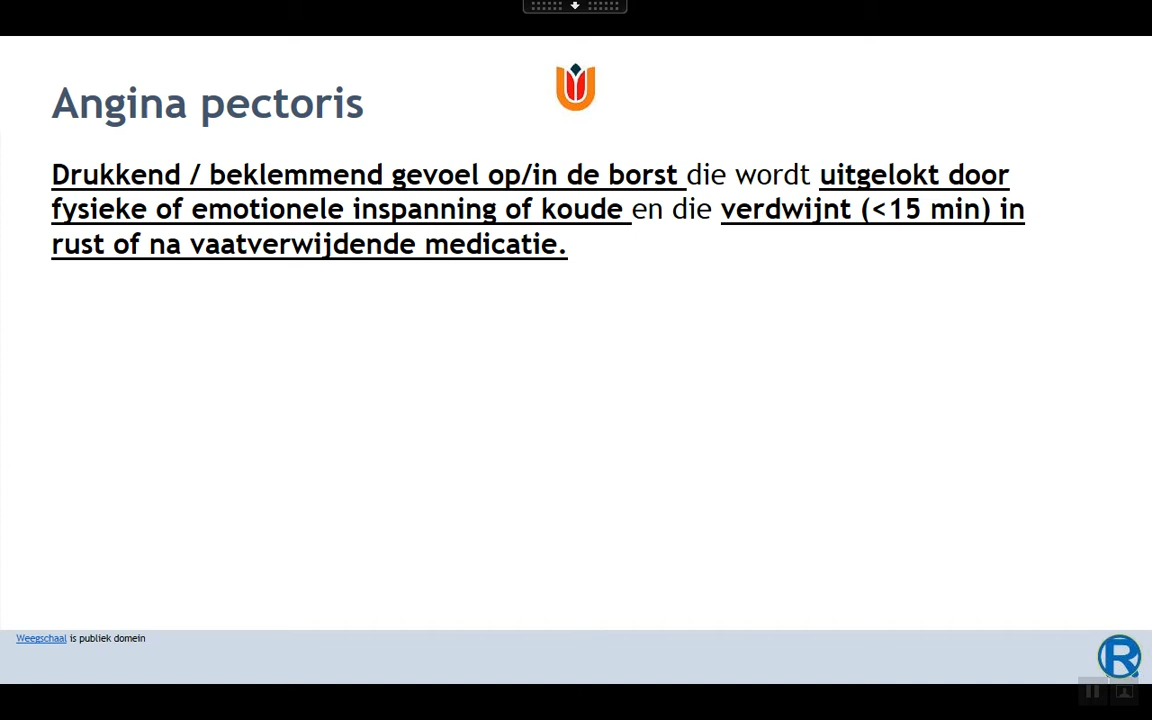 Angina pectoris
Drukkend / beklemmend gevoel op/in de borst die wordt uitgelokt door
fysieke of emotionele inspanning of koude en die verdwijnt (<15 min) in
rust of na vaatverwijdende medicatie.
Weegschaal is publiek domein
R